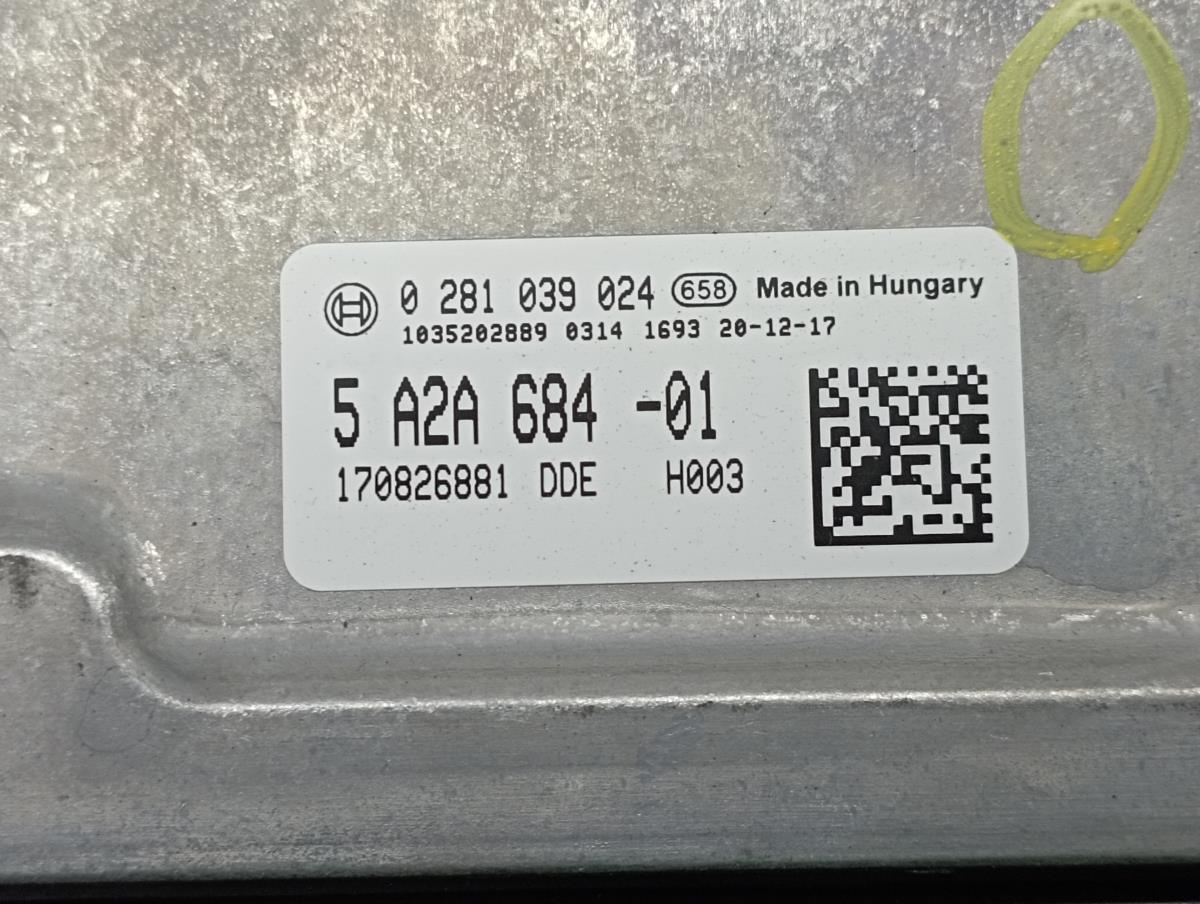 0 281 039 024 658 Made in Hungary
1035202889 0314 1693 20-12-17
5 A2A 684 -01
170826881 DDE H003